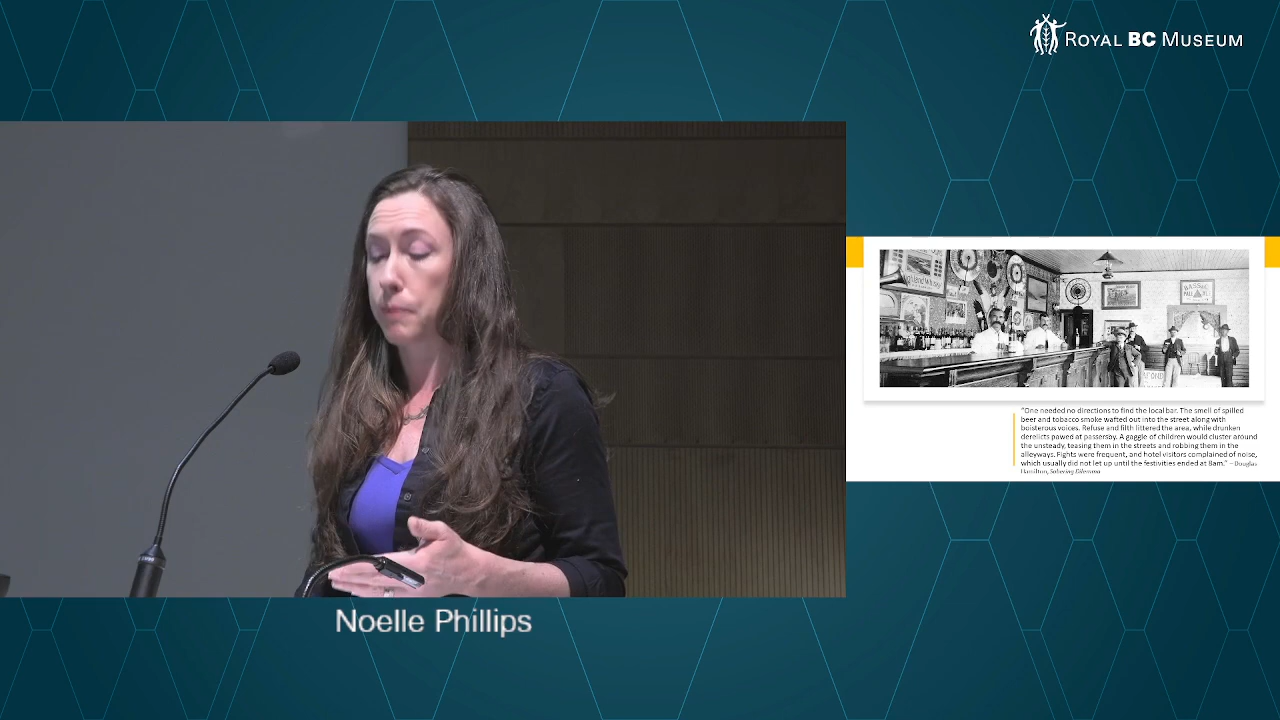 ROYAL BC MUSEUM
"One needed no directions to find the local bar. The smell of spilled
beer and tobacco smoke wafted out into the street along with
boisterous voices. Refuse and filth littered the area, while drunken
derelicts pawed at passersby. A gaggle of children would cluster around
the unsteady, teasing them in the streets and robbing them in the
alleyways. Fights were frequent, and hotel visitors complained of noise,
which usually did not let up until the festivities ended at 8am." – Douglas
Hamilton, Sobering Dilemma
Noelle Phillips